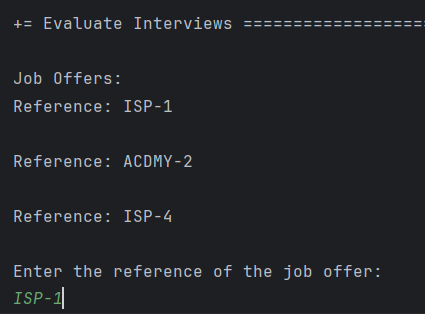 += Evaluate Interviews ====================
Job Offers:
Reference: ISP-1
Reference: ACDMY-2
Reference: ISP-4
Enter the reference of the job offer:
ISP-1